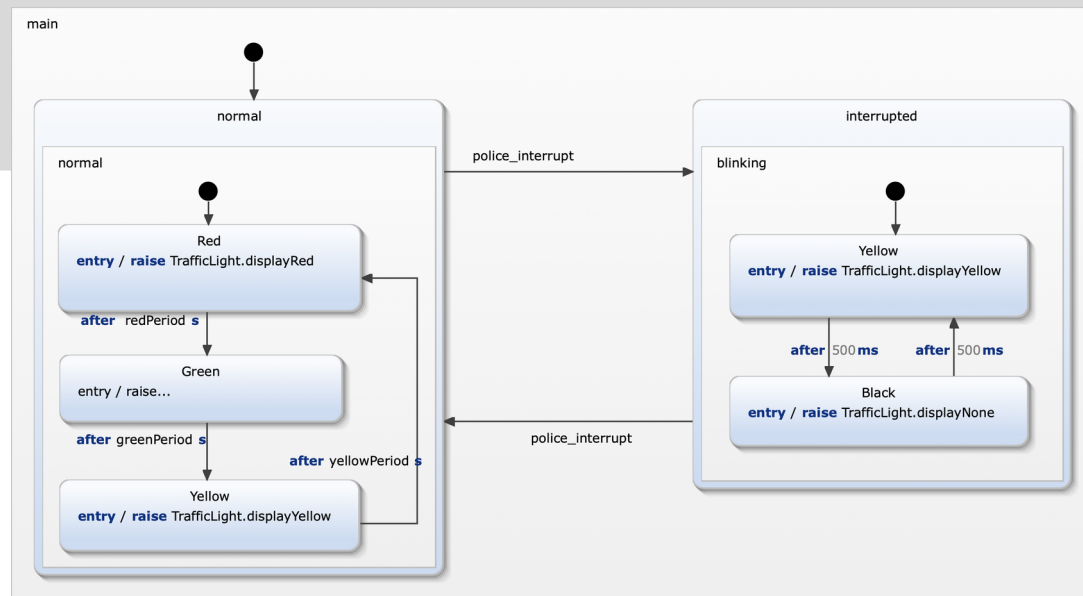 main
normal
normal
Red
entry / raise TrafficLight.displayRed
after redPeriod s
Green
entry / raise...
after greenPeriod s
after yellowPeriod s
Yellow
entry / raise TrafficLight.displayYellow
police_interrupt
police_interrupt
interrupted
blinking
Yellow
entry / raise TrafficLight.displayYellow
after 500 ms
after 500 ms
Black
entry / raise TrafficLight.displayNone